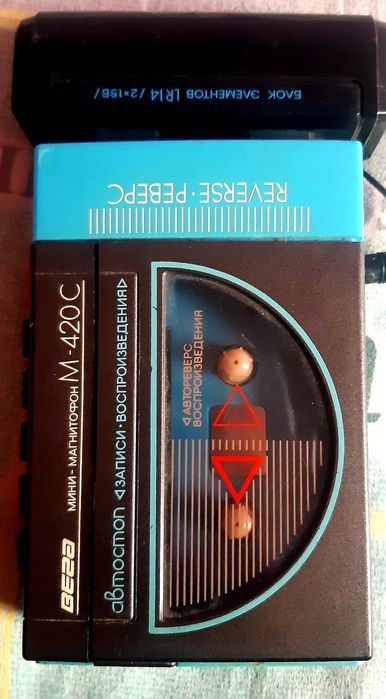 БЛОК ЭЛЕМЕНТОВ LR14 /2×1,5В/
REVERSE·РЕВЕРС
Вега МИНИ-МАГНИТОФОН М-420С
автостоп ◁ЗАПИСИ·ВОСПРОИЗВЕДЕНИЯ▷
◁АВТОРЕВЕРС
ВОСПРОИЗВЕДЕНИЯ